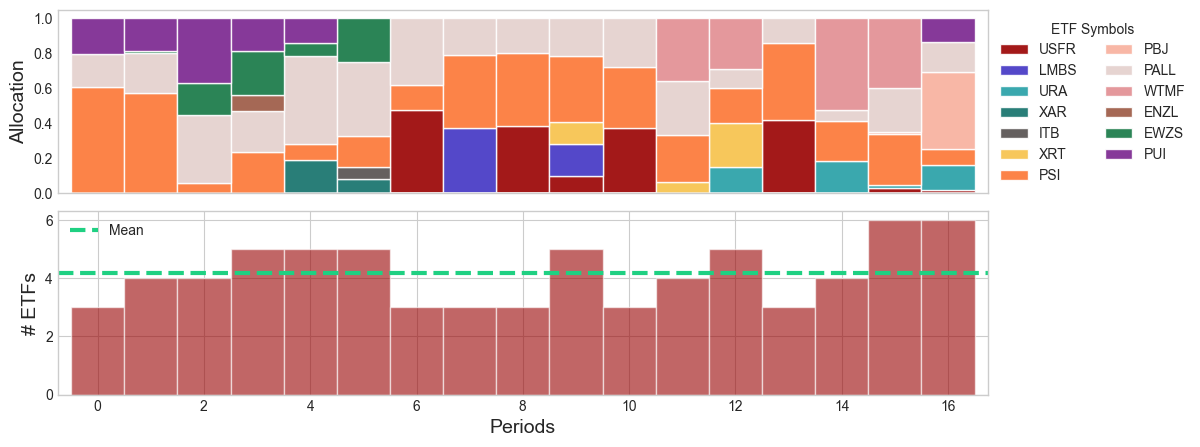 1.0
0.8
0.6
0.4
0.2
0.0
Allocation
ETF Symbols
USFR
LMBS
URA
XAR
ITB
XRT
PSI
PBJ
PALL
WTMF
ENZL
EWZS
PUI
6
4
2
0
# ETFs
Mean
0 2 4 6 8 10 12 14 16
Periods